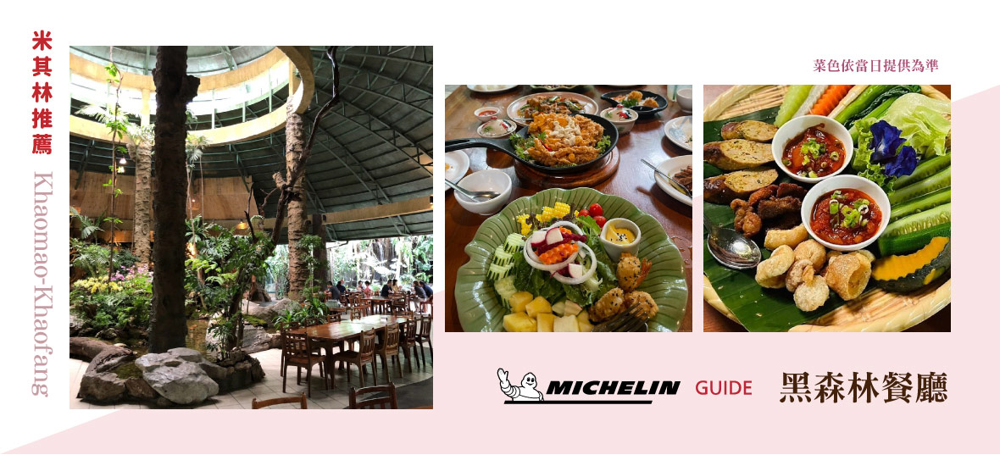 米其林推薦 Khaomao-Khaofang
菜色依當日提供為準
MICHELIN GUIDE
黑森林餐廳